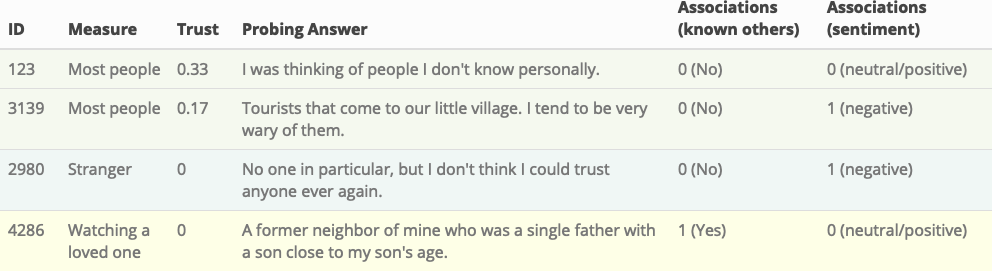 Associations Associations
ID Measure Trust Probing Answer (known others) (sentiment)
123 Most people 0.33 I was thinking of people I don't know personally. 0 (No) 0 (neutral/positive)
3139 Most people 0.17 Tourists that come to our little village. I tend to be very 0 (No) 1 (negative)
wary of them.
2980 Stranger 0 No one in particular, but I don't think I could trust 0 (No) 1 (negative)
anyone ever again.
4286 Watching a 0 A former neighbor of mine who was a single father with 1 (Yes) 0 (neutral/positive)
loved one a son close to my son's age.